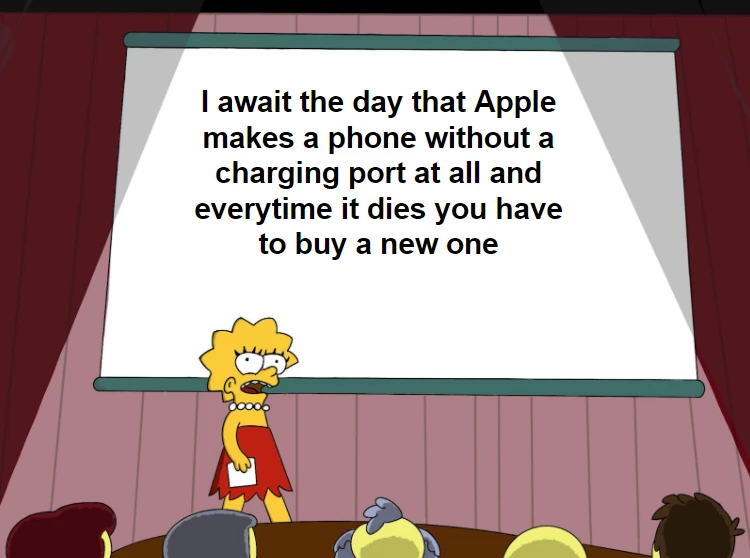 I await the day that Apple
makes a phone without a
charging port at all and
everytime it dies you have
to buy a new one